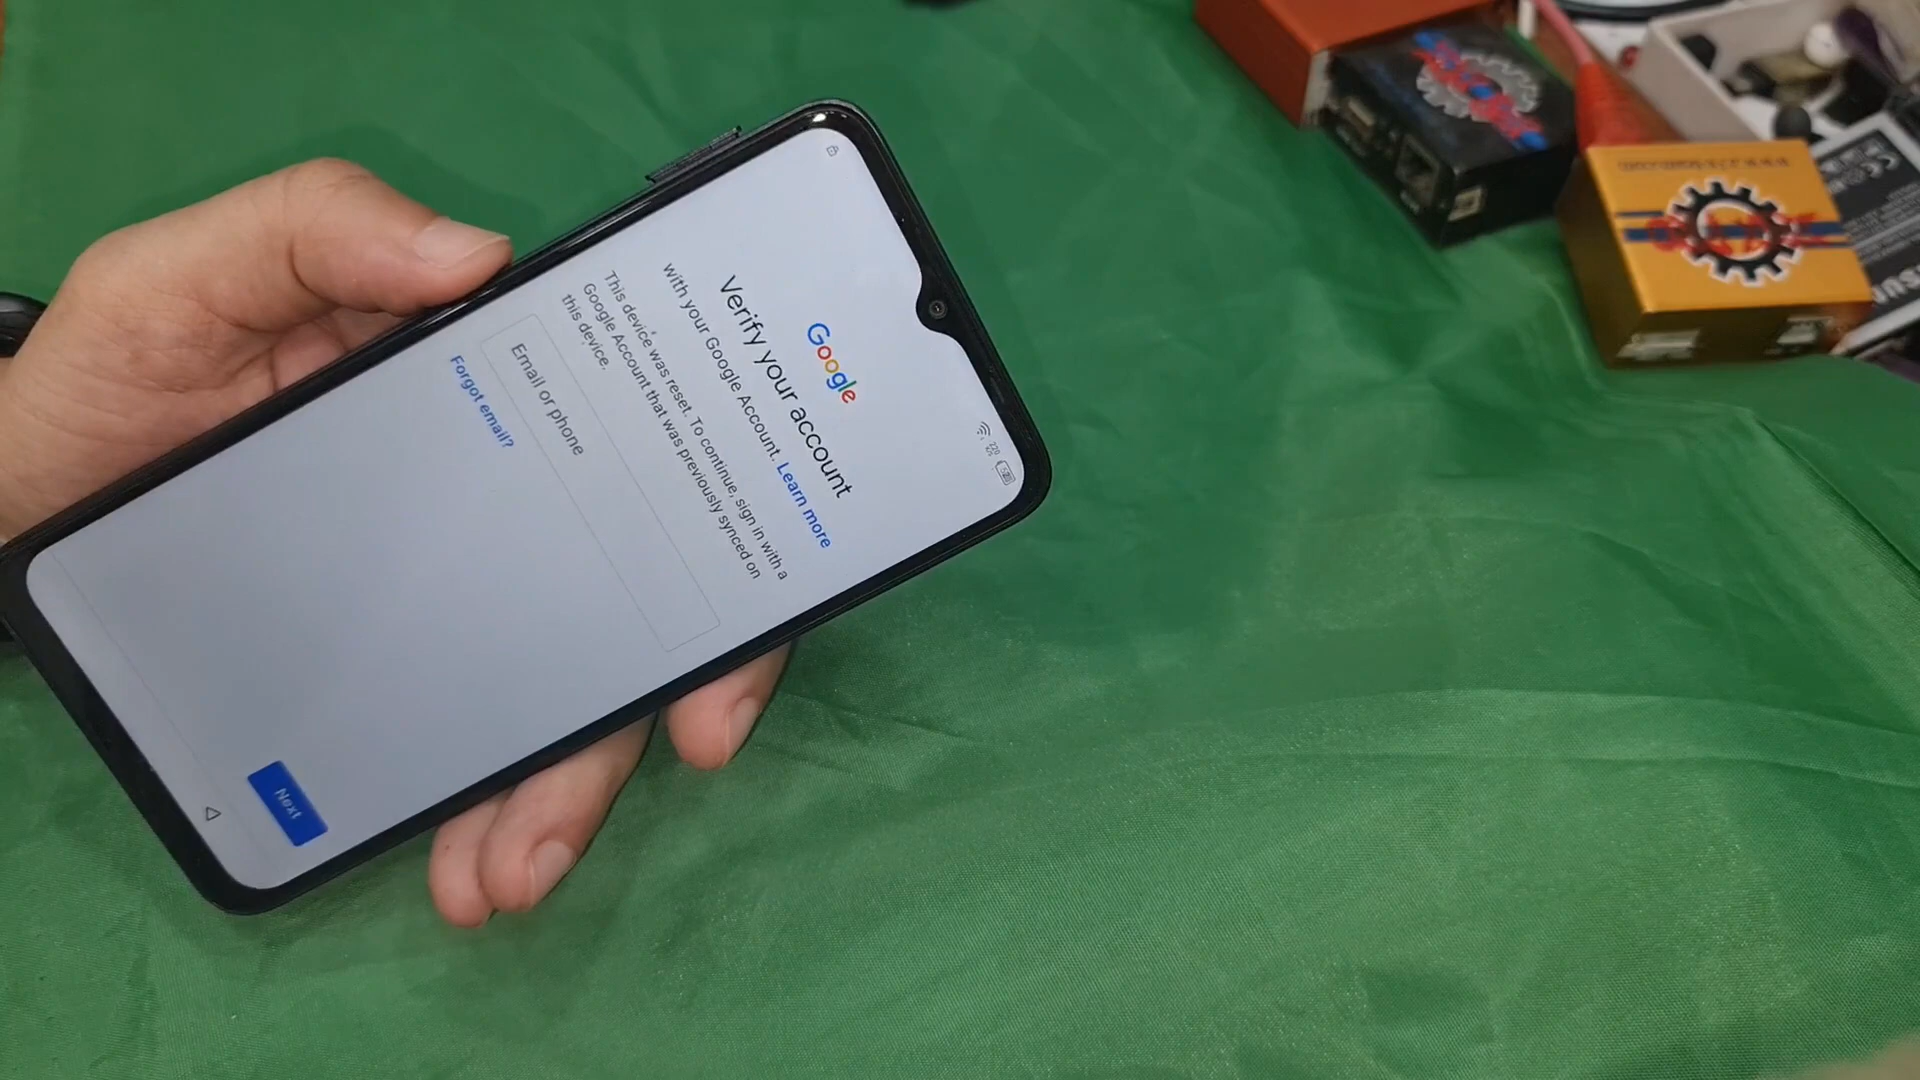 Google
Verify your account
with your Google Account. Learn more
This device was reset. To continue, sign in with a
Google Account that was previously synced on
this device.
Email or phone
Forgot email?
Next